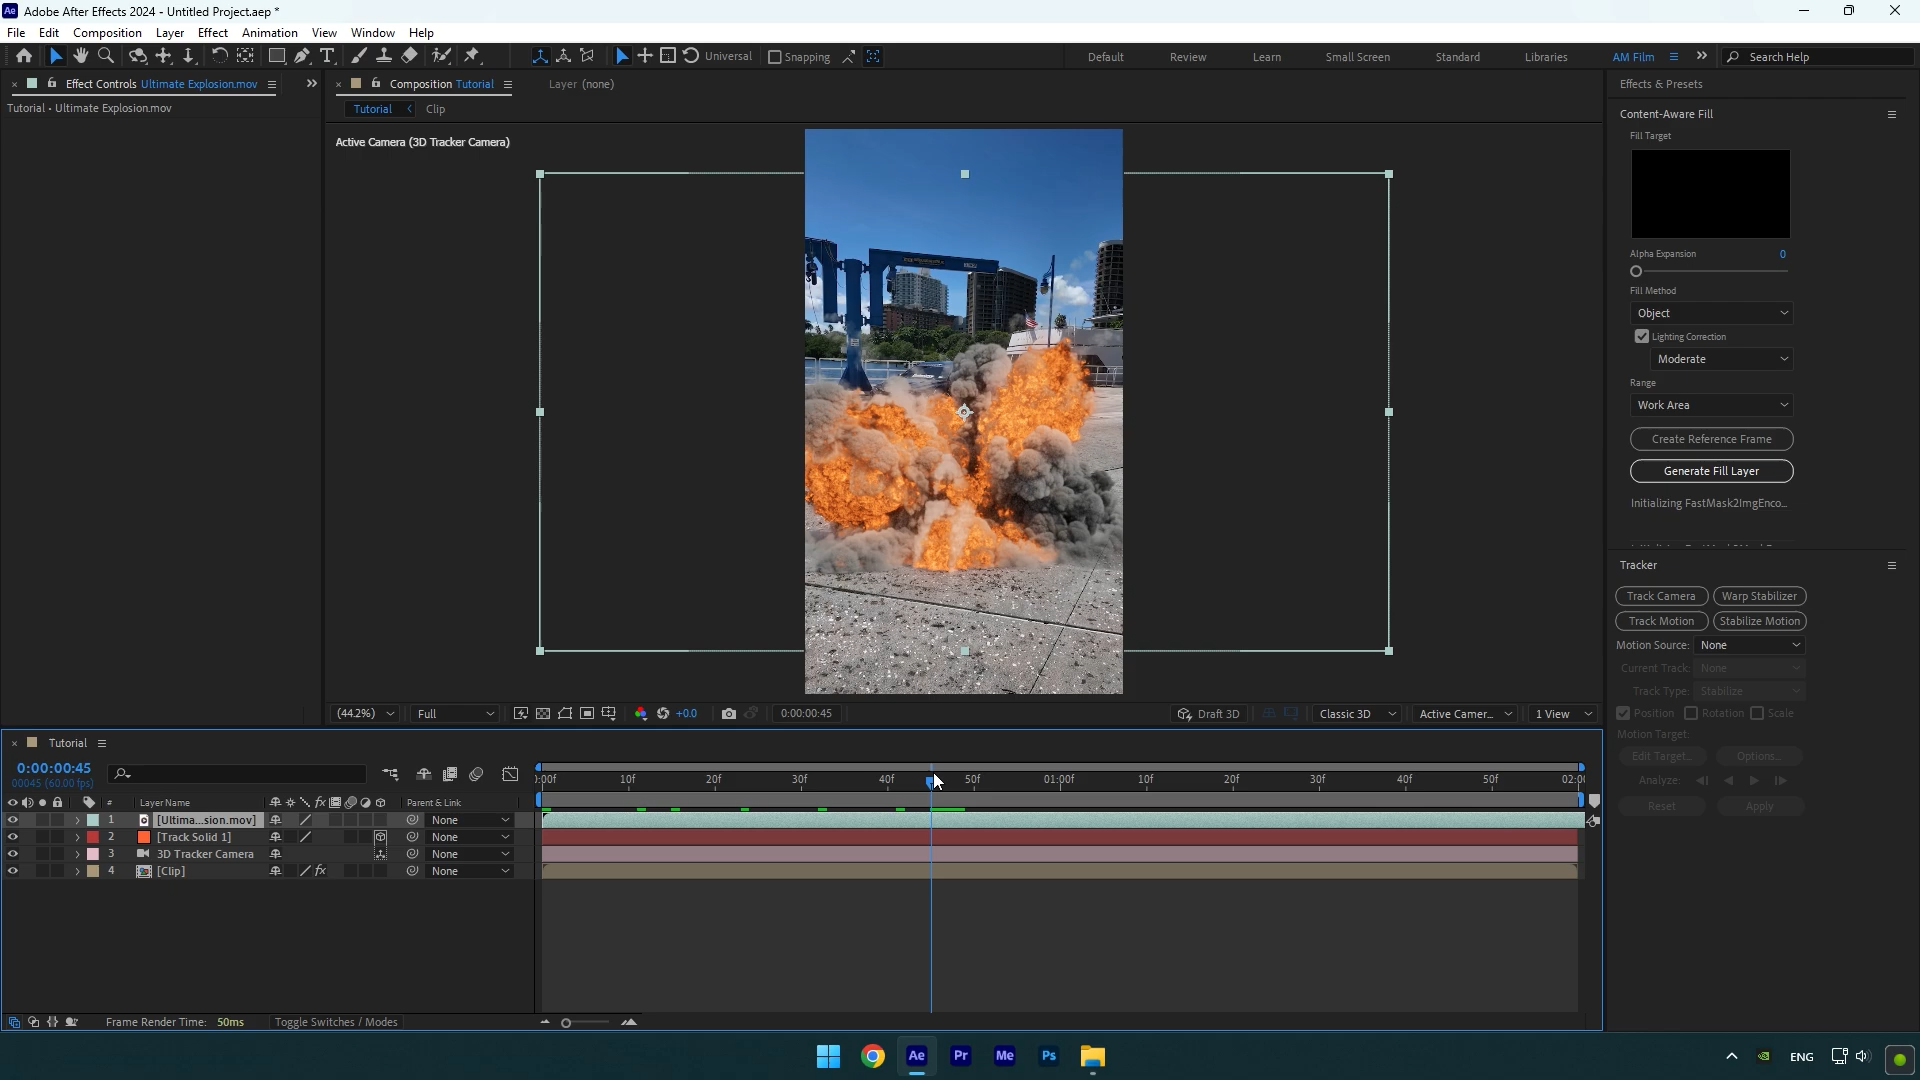 Adobe After Effects 2024 - Untitled Project.aep *
File Edit Composition Layer Effect Animation View Window Help
Universal Snapping Default Review Learn Small Screen Standard Libraries AM Film Search Help
Effect Controls Ultimate Explosion.mov Composition Tutorial Layer (none) Effects & Presets
Tutorial • Ultimate Explosion.mov
Tutorial Clip
Active Camera (3D Tracker Camera)
Content-Aware Fill
Fill Target
Alpha Expansion 0
Fill Method
Object
Lighting Correction
Moderate
Range
Work Area
Create Reference Frame
Generate Fill Layer
Initializing FastMask2ImgEnco...
Tracker
Track Camera Warp Stabilizer
Track Motion Stabilize Motion
Motion Source: None
Current Track: None
Track Type: Stabilize
Position Rotation Scale
Motion Target:
Edit Target... Options...
Analyze:
Reset Apply
(44.2%) Full +0.0 0:00:00:45 Draft 3D Classic 3D Active Camer... 1 View
Tutorial
0:00:00:45
00045 (60.00 fps)
:00f 10f 20f 30f 40f 50f 01:00f 10f 20f 30f 40f 50f 02:00
# Layer Name Parent & Link
1 [Ultima...sion.mov] None
2 [Track Solid 1] None
3 3D Tracker Camera None
4 [Clip] None
Frame Render Time: 50ms Toggle Switches / Modes
Ae Pr Me Ps ENG